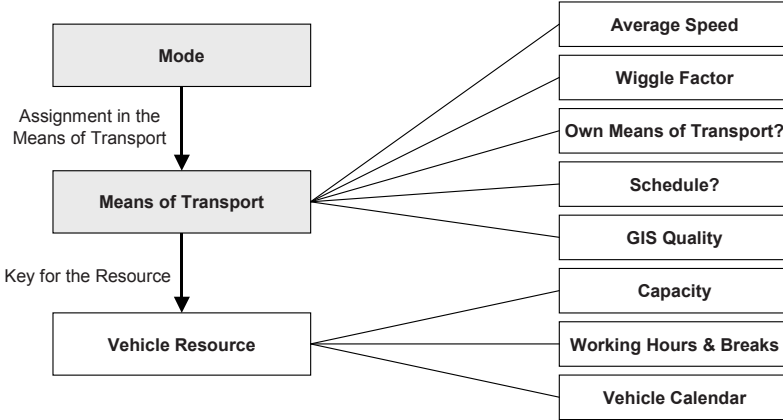 Mode
Assignment in the
Means of Transport
Means of Transport
Key for the Resource
Vehicle Resource
Average Speed
Wiggle Factor
Own Means of Transport?
Schedule?
GIS Quality
Capacity
Working Hours & Breaks
Vehicle Calendar